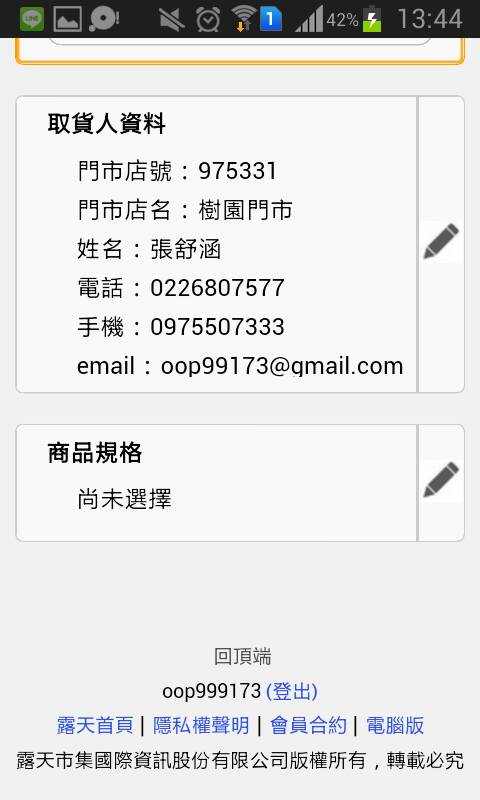 LINE
1
42%
13:44
取貨人資料
門市店號：975331
門市店名：樹園門市
姓名：張舒涵
電話：0226807577
手機：0975507333
email：oop99173@gmail.com
商品規格
尚未選擇
回頂端
oop999173 (登出)
露天首頁 | 隱私權聲明 | 會員合約 | 電腦版
露天市集國際資訊股份有限公司版權所有，轉載必究